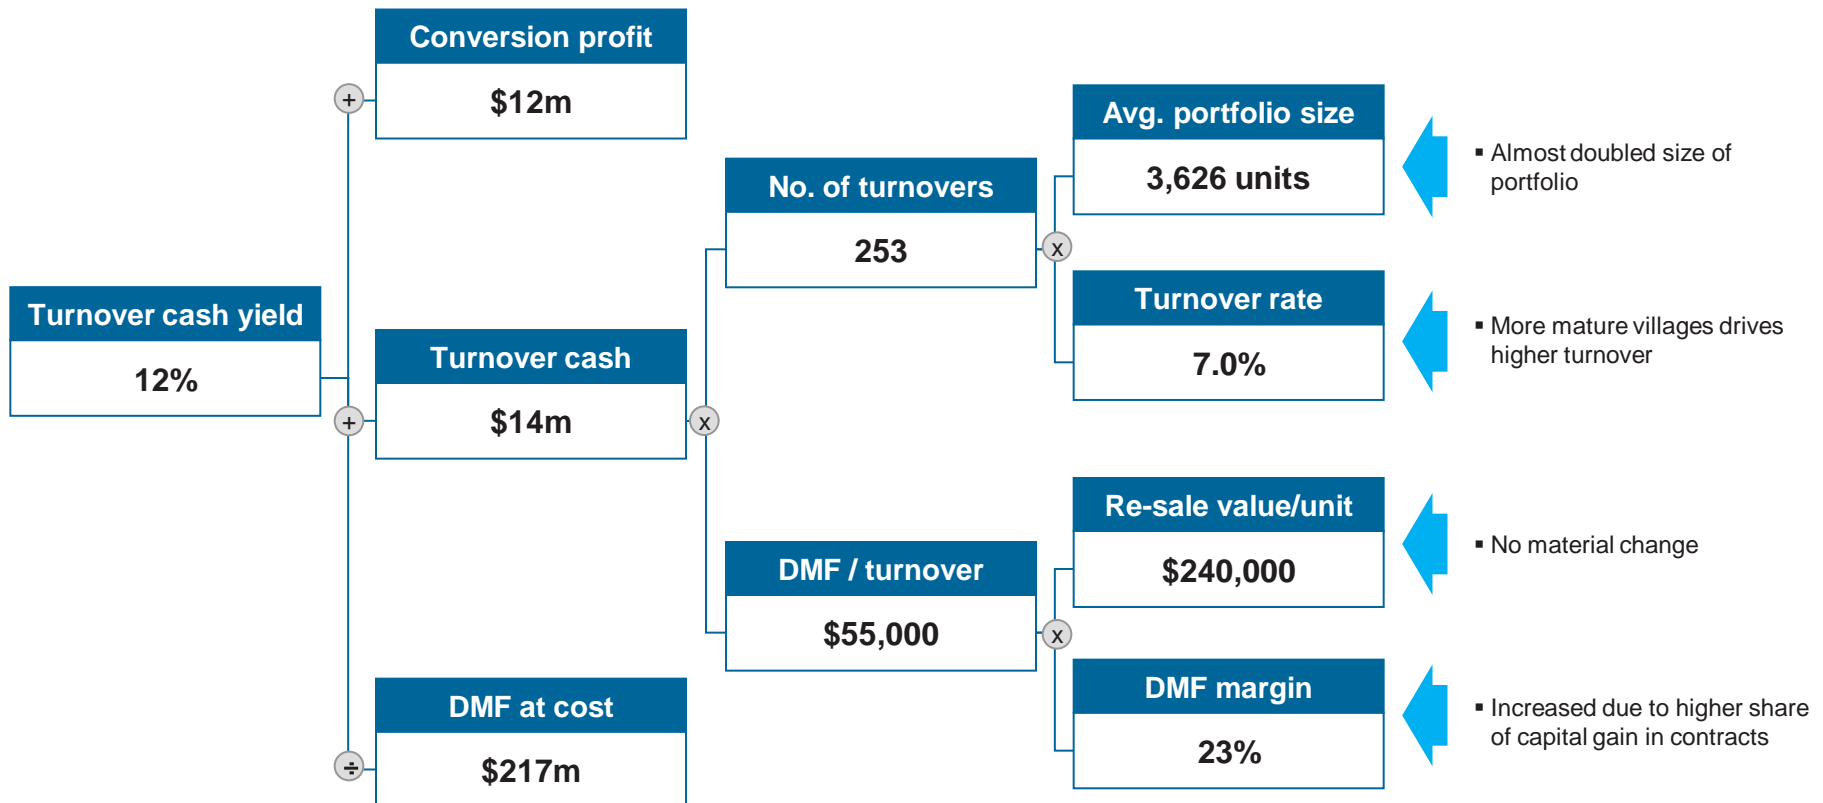 Conversion profit
$12m
+
Avg. portfolio size
3,626 units
▪ Almost doubled size of
portfolio
No. of turnovers
253
x
Turnover rate
7.0%
▪ More mature villages drives
higher turnover
Turnover cash yield
12%
Turnover cash
$14m
+
x
Re-sale value/unit
$240,000
▪ No material change
DMF / turnover
$55,000
x
DMF margin
23%
▪ Increased due to higher share
of capital gain in contracts
DMF at cost
$217m
÷